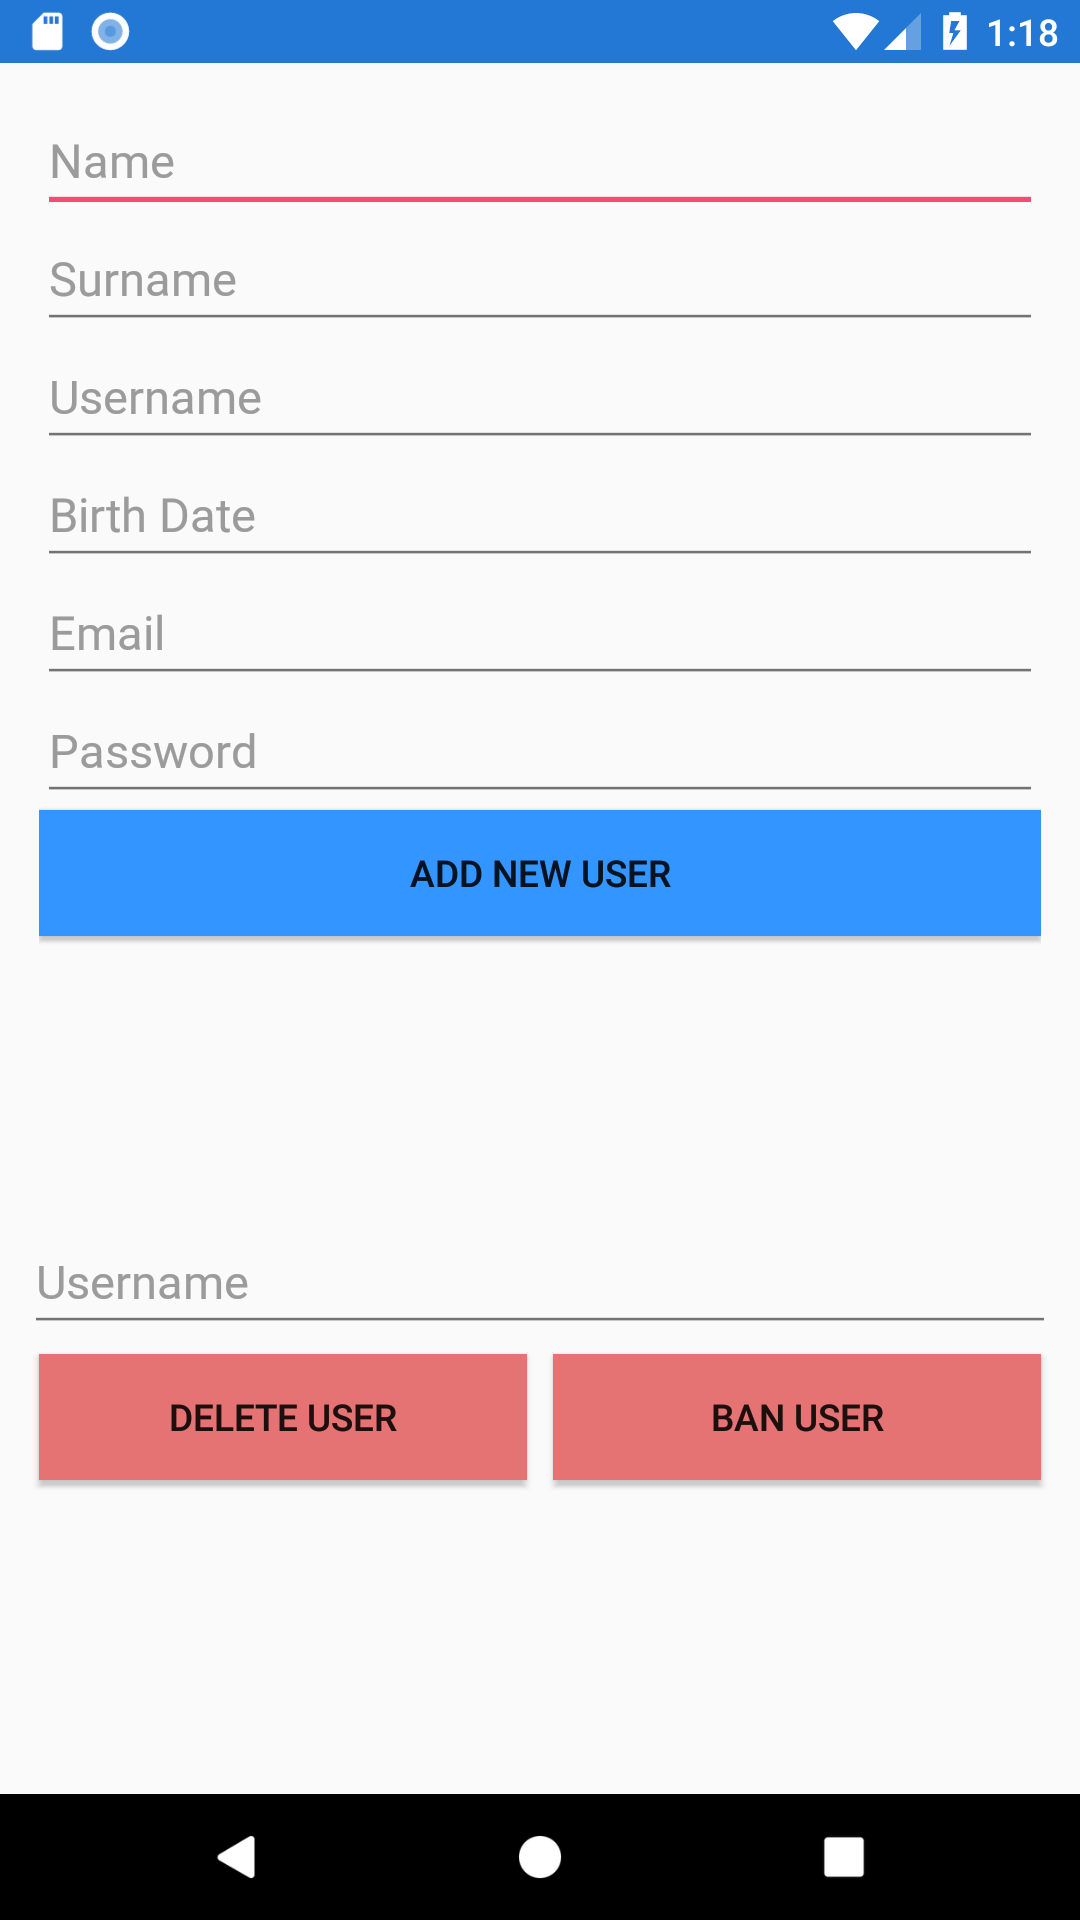 1:18
Name
Surname
Username
Birth Date
Email
Password
ADD NEW USER
Username
DELETE USER BAN USER